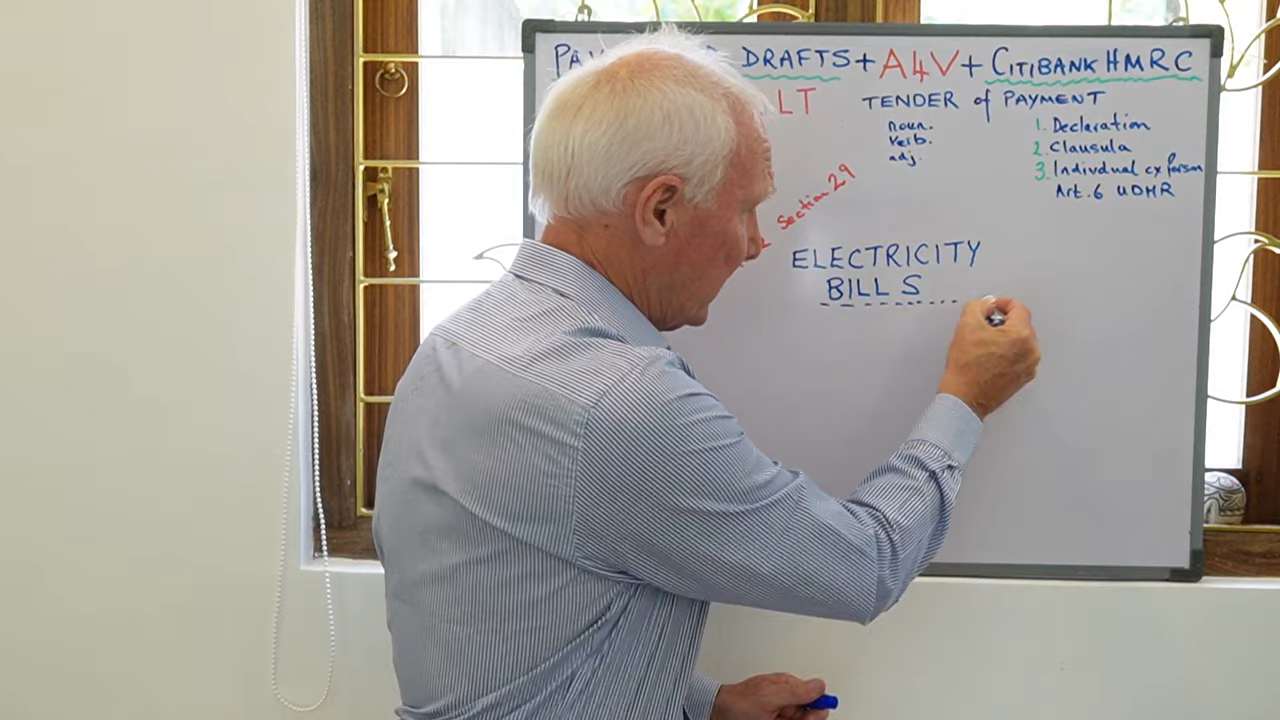 DRAFTS + A4V + CITIBANK HMRC
LT TENDER of PAYMENT
noun.
verb.
adj.
1. Declaration
2. Clausula
3. Indivdual ex person
Art. 6 UDHR
Section 29
ELECTRICITY
BILLS